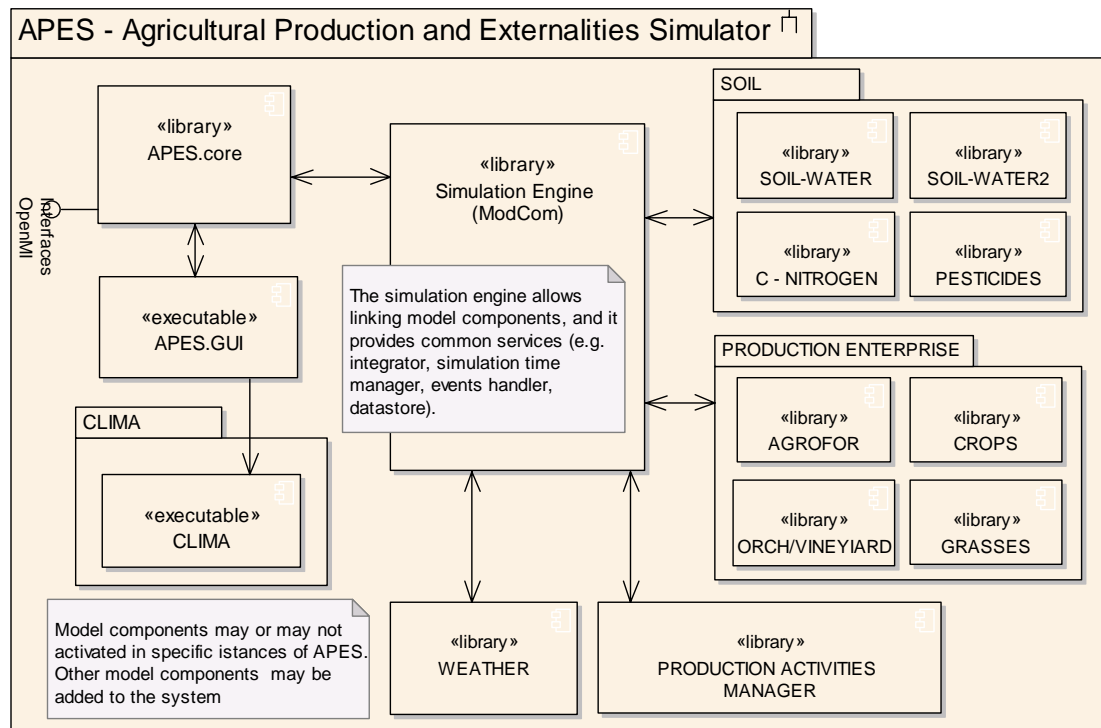 APES - Agricultural Production and Externalities Simulator
«library»
APES.core
Interfaces
OpenMI
«executable»
APES.GUI
CLIMA
«executable»
CLIMA
Model components may or may not
activated in specific istances of APES.
Other model components may be
added to the system
«library»
Simulation Engine
(ModCom)
The simulation engine allows
linking model components, and it
provides common services (e.g.
integrator, simulation time
manager, events handler,
datastore).
SOIL
«library»
SOIL-WATER
«library»
SOIL-WATER2
«library»
C - NITROGEN
«library»
PESTICIDES
PRODUCTION ENTERPRISE
«library»
AGROFOR
«library»
CROPS
«library»
ORCH/VINEYIARD
«library»
GRASSES
«library»
WEATHER
«library»
PRODUCTION ACTIVITIES
MANAGER